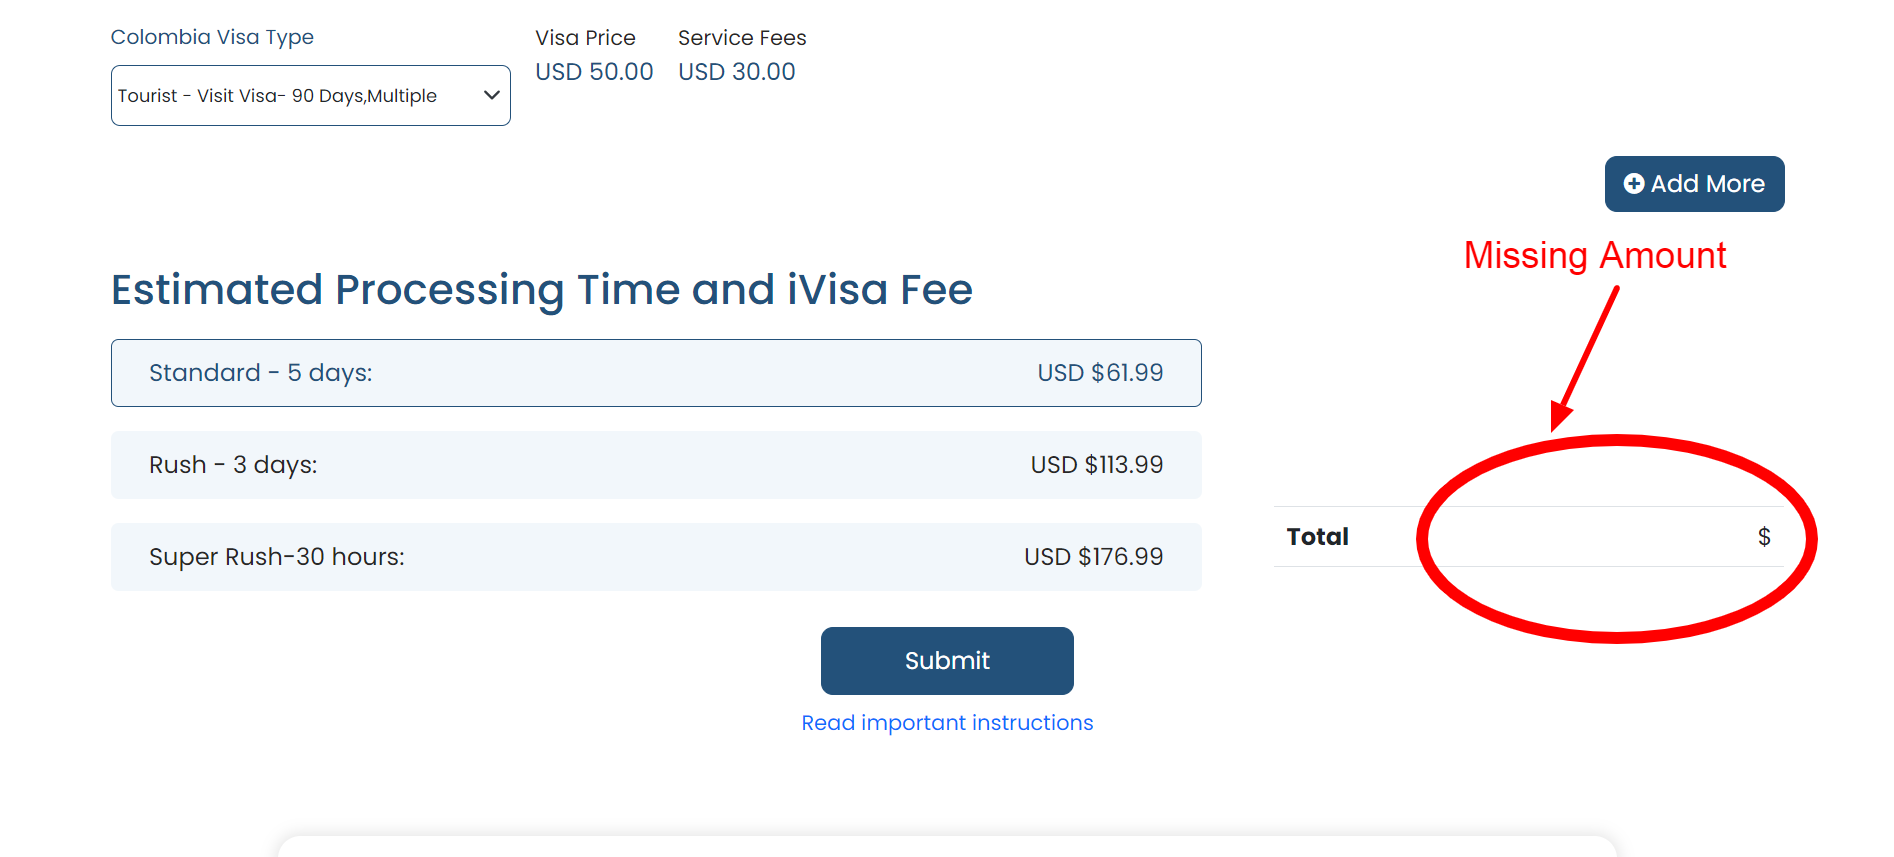 Colombia Visa Type
Visa Price
Service Fees
USD 50.00
USD 30.00
Tourist - Visit Visa- 90 Days,Multiple
Add More
Missing Amount
Estimated Processing Time and iVisa Fee
Standard - 5 days:
USD $61.99
Rush - 3 days:
USD $113.99
Total
$
Super Rush-30 hours:
USD $176.99
Submit
Read important instructions